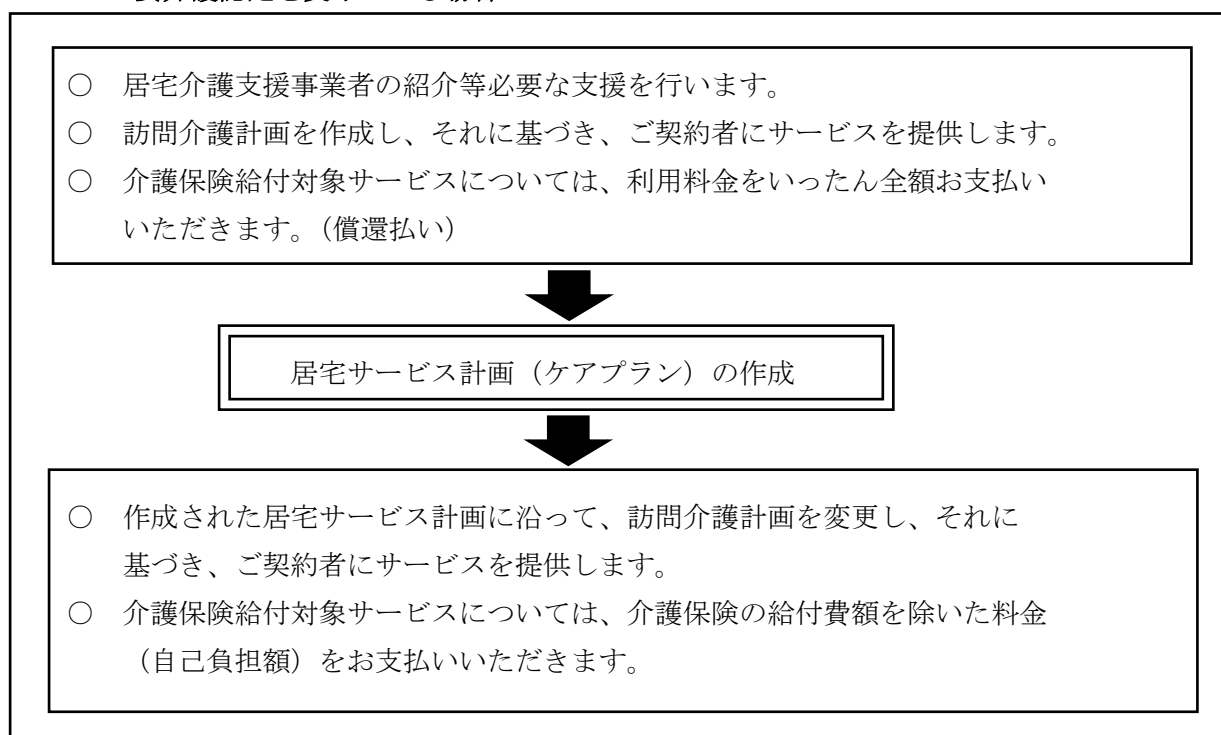 ○ 居宅介護支援事業者の紹介等必要な支援を行います。
○ 訪問介護計画を作成し、それに基づき、ご契約者にサービスを提供します。
○ 介護保険給付対象サービスについては、利用料金をいったん全額お支払い
いただきます。（償還払い）
居宅サービス計画（ケアプラン）の作成
○ 作成された居宅サービス計画に沿って、訪問介護計画を変更し、それに
基づき、ご契約者にサービスを提供します。
○ 介護保険給付対象サービスについては、介護保険の給付費額を除いた料金
（自己負担額）をお支払いいただきます。